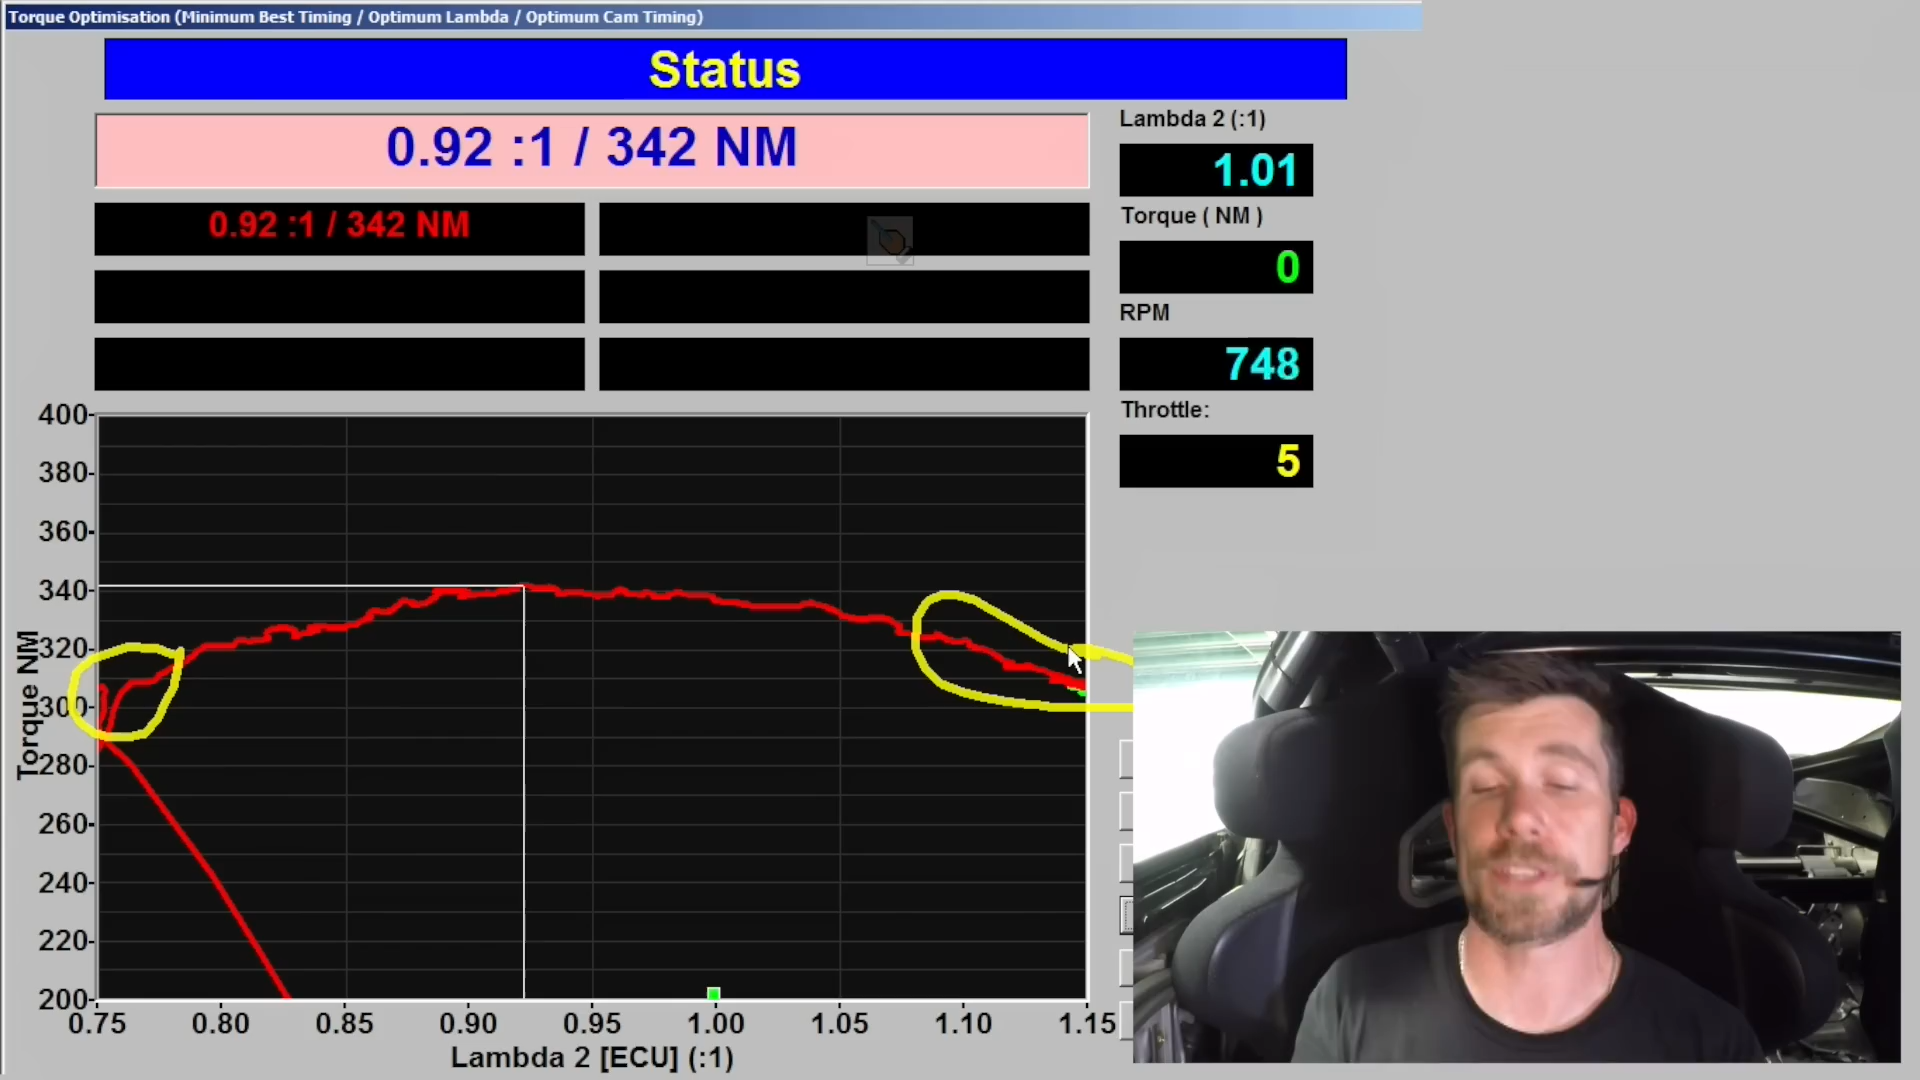 Torque Optimisation (Minimum Best Timing / Optimum Lambda / Optimum Cam Timing)
Status
0.92 :1 / 342 NM
0.92 :1 / 342 NM
Lambda 2 (:1)
1.01
Torque ( NM )
0
RPM
748
Throttle:
5
400
380
360
340
320
300
280
260
240
220
200
Torque NM
0.75 0.80 0.85 0.90 0.95 1.00 1.05 1.10 1.15
Lambda 2 [ECU] (:1)